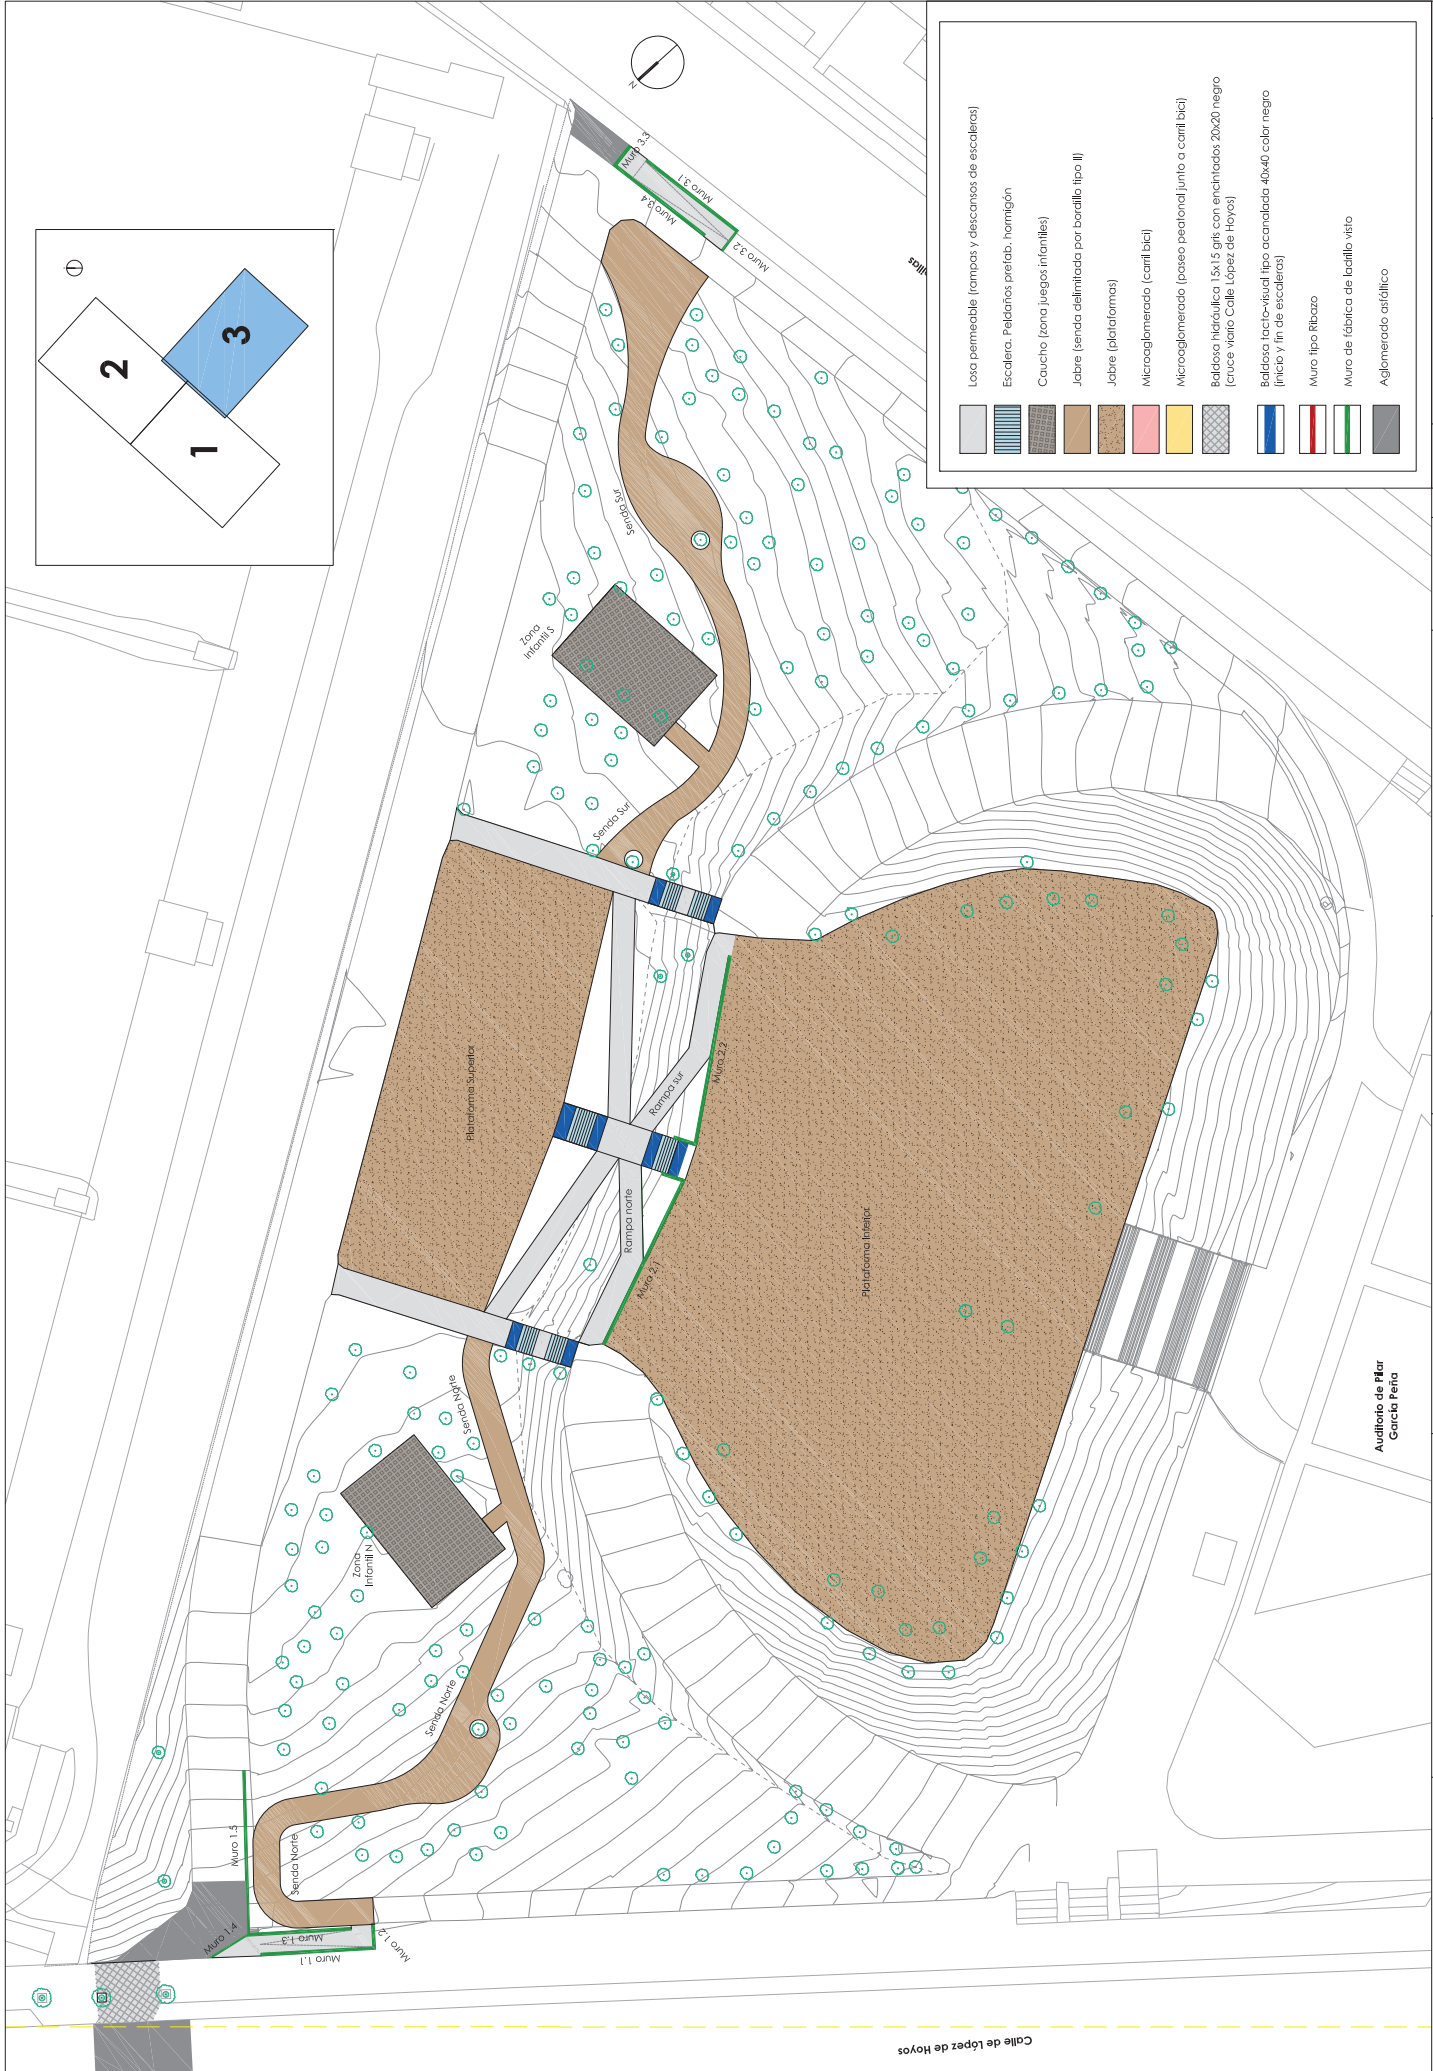 2
3
1
N
Losa permeable (rampas y descansos de escaleras)
Escalera. Peldaños prefab. hormigón
Caucho (zona juegos infantiles)
Jabre (senda delimitada por bordillo tipo II)
Jabre (plataformas)
Microaglomerado (carril bici)
Microaglomerado (paseo peatonal junto a carril bici)
Baldosa hidráulica 15x15 gris con encintados 20x20 negro
(cruce viario Calle López de Hoyos)
Baldosa tacto-visual tipo acanalada 40x40 color negro
(inicio y fin de escaleras)
Muro tipo Ribazo
Muro de fábrica de ladrillo visto
Aglomerado asfáltico
Muro 3.3
Muro 3.1
Muro 3.4
Muro 3.2
Senda Sur
Zona
Infantil S
Senda Sur
Plataforma Superior
Rampa sur
Muro 2.2
Rampa norte
Muro 2.1
Plataforma Inferior
Senda Norte
Zona
Infantil N
Senda Norte
Muro 1.5
Senda Norte
Muro 1.4
Muro 1.3
Muro 1.2
Muro 1.1
Auditorio de Pilar
García Peña
Calle de López de Hoyos